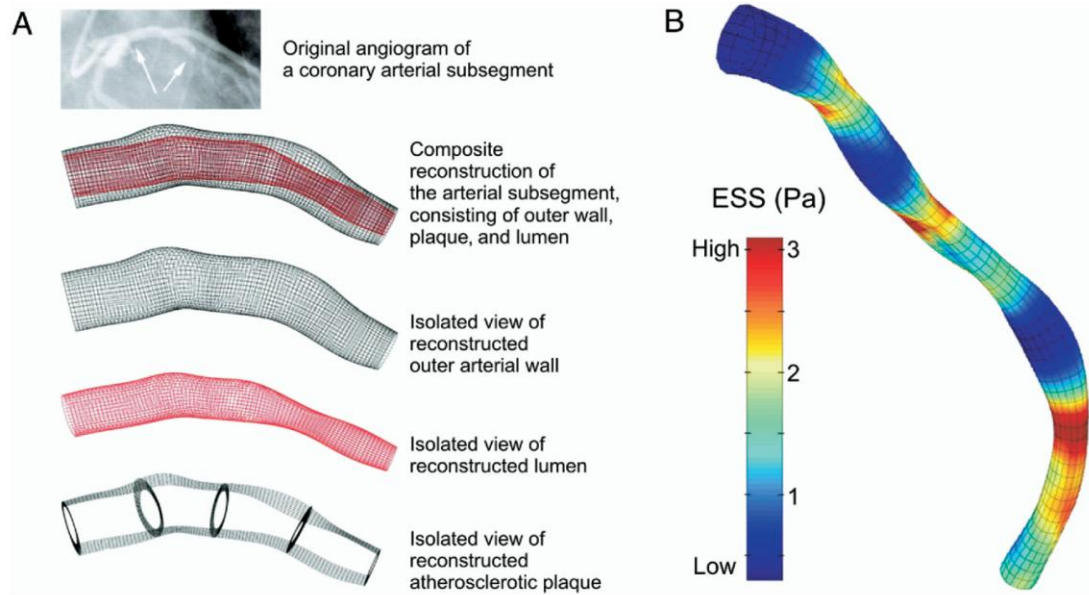 A
Original angiogram of
a coronary arterial subsegment
Composite
reconstruction of
the arterial subsegment,
consisting of outer wall,
plaque, and lumen
Isolated view of
reconstructed
outer arterial wall
Isolated view of
reconstructed lumen
Isolated view of
reconstructed
atherosclerotic plaque
B
ESS (Pa)
High
3
2
1
Low